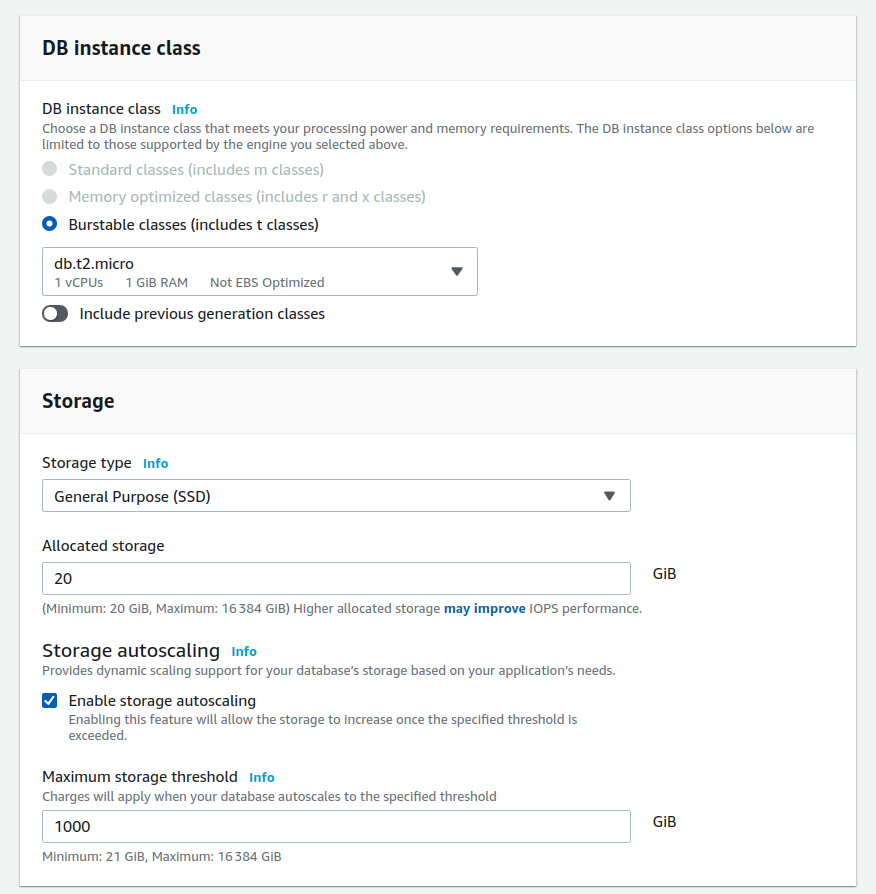 DB instance class
DB instance class Info
Choose a DB instance class that meets your processing power and memory requirements. The DB instance class options below are
limited to those supported by the engine you selected above.
Standard classes (includes m classes)
Memory optimized classes (includes r and x classes)
Burstable classes (includes t classes)
db.t2.micro
1 vCPUs 1 GiB RAM Not EBS Optimized
Include previous generation classes
Storage
Storage type Info
General Purpose (SSD)
Allocated storage
20 GiB
(Minimum: 20 GiB, Maximum: 16 384 GiB) Higher allocated storage may improve IOPS performance.
Storage autoscaling Info
Provides dynamic scaling support for your database's storage based on your application's needs.
Enable storage autoscaling
Enabling this feature will allow the storage to increase once the specified threshold is
exceeded.
Maximum storage threshold Info
Charges will apply when your database autoscales to the specified threshold
1000 GiB
Minimum: 21 GiB, Maximum: 16 384 GiB